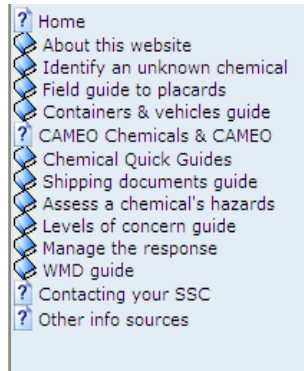 Home
About this website
Identify an unknown chemical
Field guide to placards
Containers & vehicles guide
CAMEO Chemicals & CAMEO
Chemical Quick Guides
Shipping documents guide
Assess a chemical's hazards
Levels of concern guide
Manage the response
WMD guide
Contacting your SSC
Other info sources